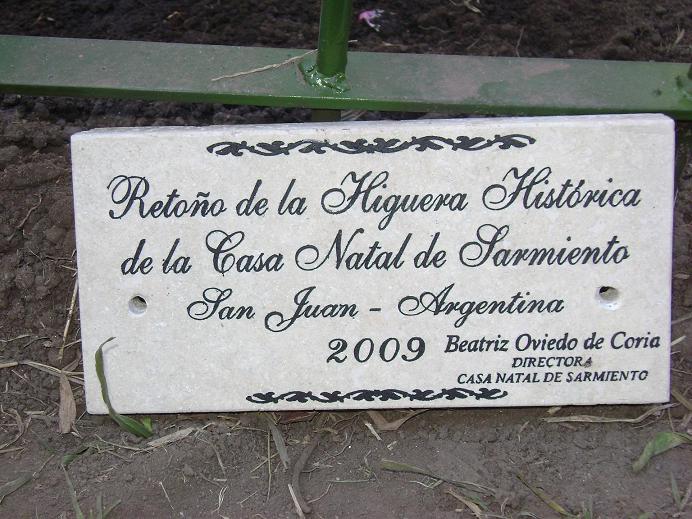 Retoño de la Higuera Histórica
de la Casa Natal de Sarmiento
San Juan - Argentina
2009
Beatriz Oviedo de Coria
DIRECTORA
CASA NATAL DE SARMIENTO